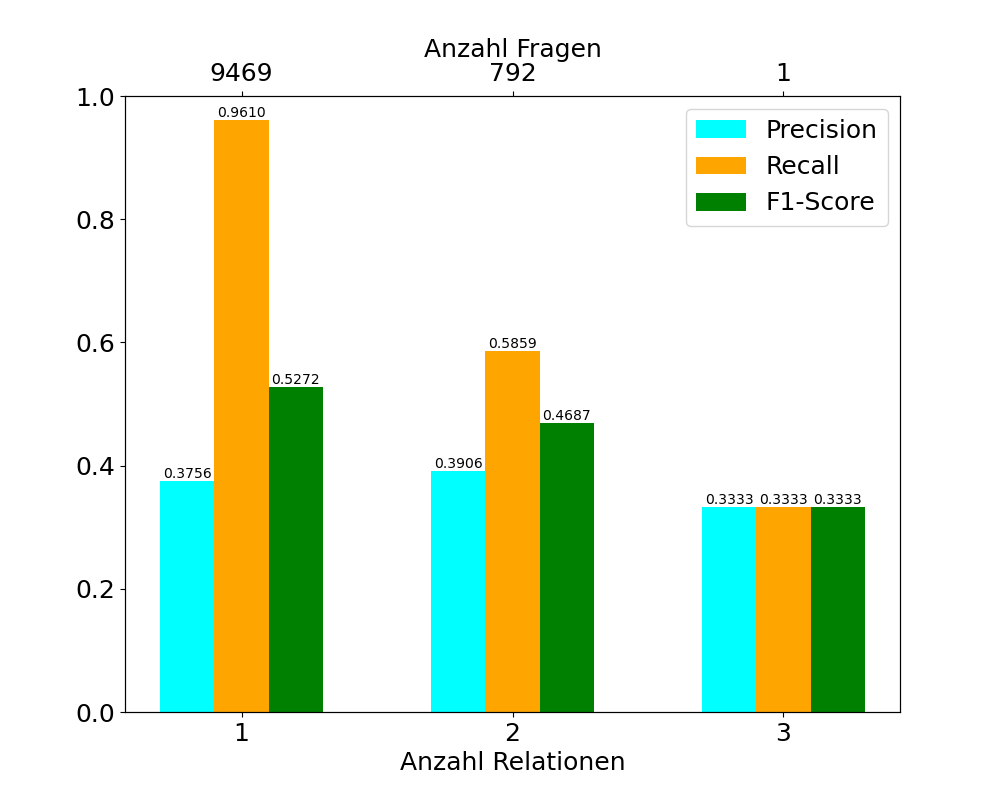 Anzahl Fragen
9469 792 1
1.0
0.8
0.6
0.4
0.2
0.0
Precision
Recall
F1-Score
0.3756 0.9610 0.5272
0.3906 0.5859 0.4687
0.3333 0.3333 0.3333
1 2 3
Anzahl Relationen